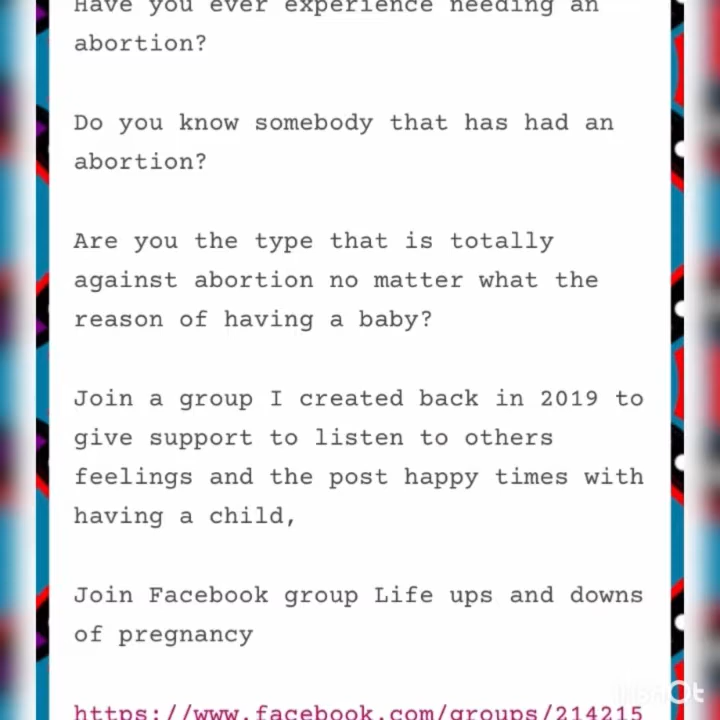 Have you ever experience needing an
abortion?
Do you know somebody that has had an
abortion?
Are you the type that is totally
against abortion no matter what the
reason of having a baby?
Join a group I created back in 2019 to
give support to listen to others
feelings and the post happy times with
having a child,
Join Facebook group Life ups and downs
of pregnancy
https://www.facebook.com/groups/214215